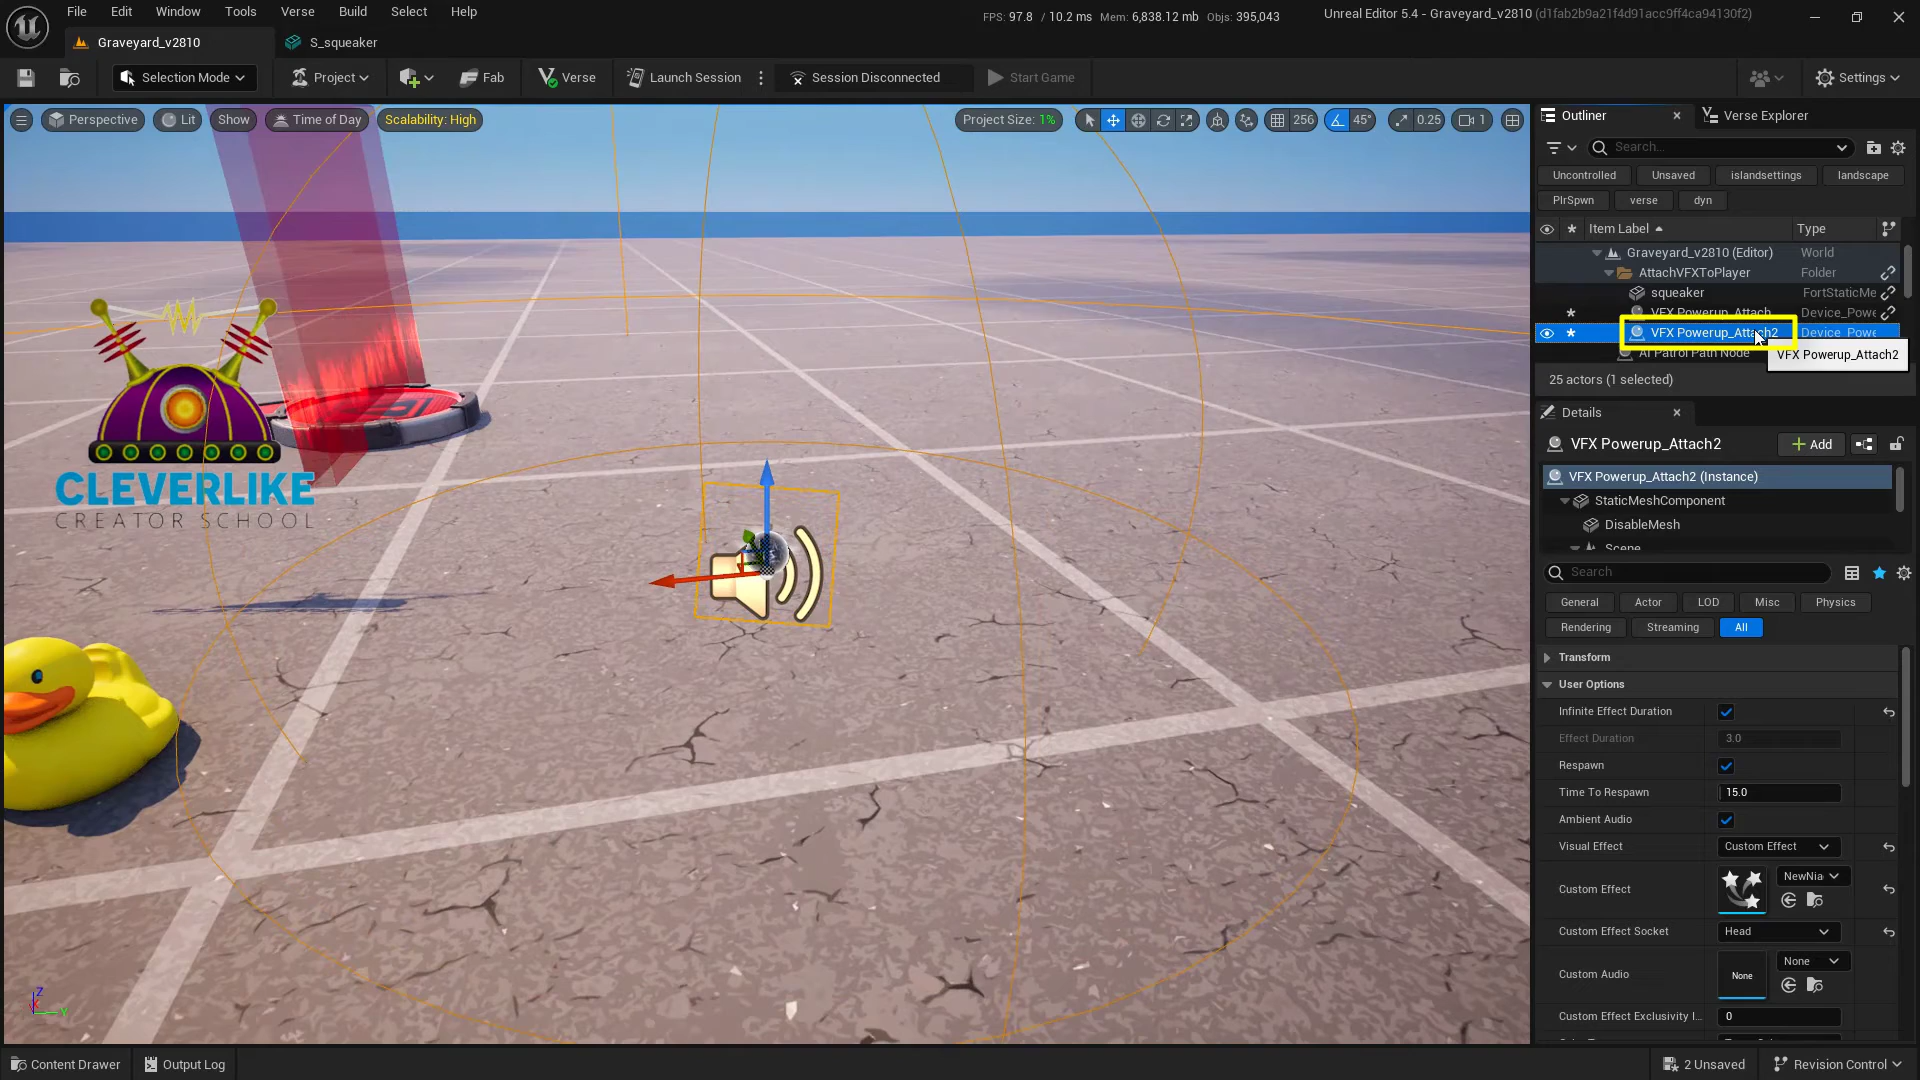 File Edit Window Tools Verse Build Select Help
FPS: 97.8 / 10.2 ms Mem: 6,838.12 mb Objs: 395,043
Unreal Editor 5.4 - Graveyard_v2810 (d1fab2b9a21f4d91acc9ff4ca94130f2)
Graveyard_v2810
S_squeaker
Selection Mode
Project
Fab
Verse
Launch Session
Session Disconnected
Start Game
Settings
Perspective
Lit
Show
Time of Day
Scalability: High
Project Size: 1%
256
45°
0.25
1
CLEVERLIKE
CREATOR SCHOOL
Z
Y
Outliner
Verse Explorer
Search...
Uncontrolled Unsaved islandsettings landscape
PlrSpwn verse dyn
Item Label Type
Graveyard_v2810 (Editor) World
AttachVFXToPlayer Folder
squeaker FortStaticMe
VFX Powerup_Attach Device_Powe
VFX Powerup_Attach2 Device_Powe
AI Patrol Path Node
VFX Powerup_Attach2
25 actors (1 selected)
Details
VFX Powerup_Attach2
Add
VFX Powerup_Attach2 (Instance)
StaticMeshComponent
DisableMesh
Scene
Search
General Actor LOD Misc Physics
Rendering Streaming All
Transform
User Options
Infinite Effect Duration
Effect Duration 3.0
Respawn
Time To Respawn 15.0
Ambient Audio
Visual Effect Custom Effect
Custom Effect NewNia
Custom Effect Socket Head
Custom Audio None None
Custom Effect Exclusivity I... 0
Content Drawer
Output Log
2 Unsaved
Revision Control